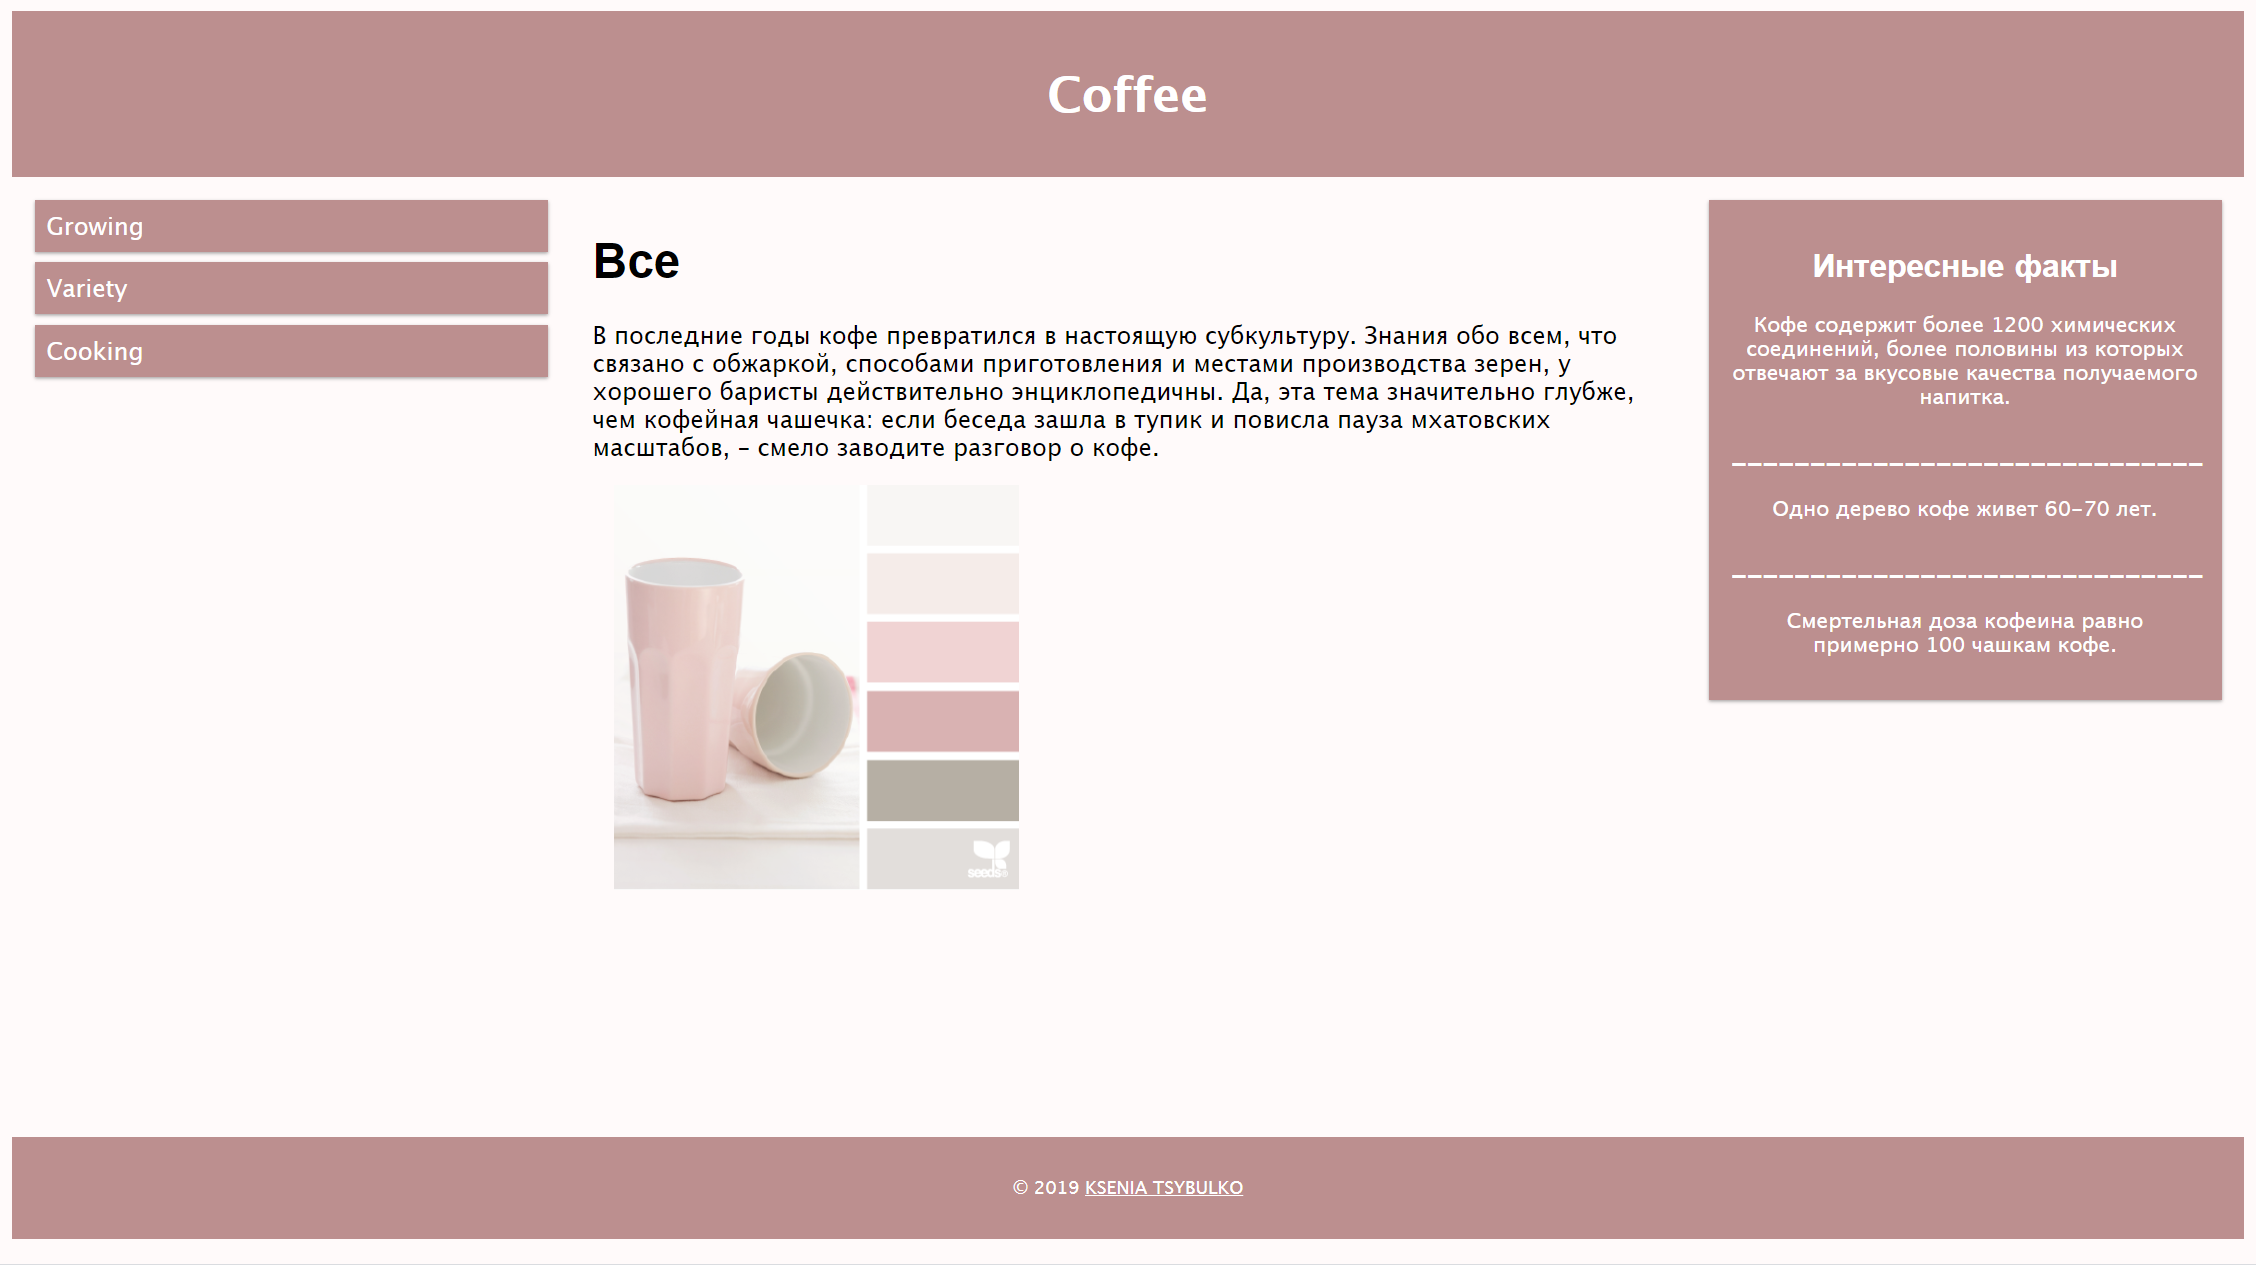 Coffee
Growing
Variety
Cooking
Все
В последние годы кофе превратился в настоящую субкультуру. Знания обо всем, что
связано с обжаркой, способами приготовления и местами производства зерен, у
хорошего баристы действительно энциклопедичны. Да, эта тема значительно глубже,
чем кофейная чашечка: если беседа зашла в тупик и повисла пауза мхатовских
масштабов, – смело заводите разговор о кофе.
seeds®
Интересные факты
Кофе содержит более 1200 химических
соединений, более половины из которых
отвечают за вкусовые качества получаемого
напитка.
______________________________
Одно дерево кофе живет 60–70 лет.
______________________________
Смертельная доза кофеина равно
примерно 100 чашкам кофе.
© 2019 KSENIA TSYBULKO